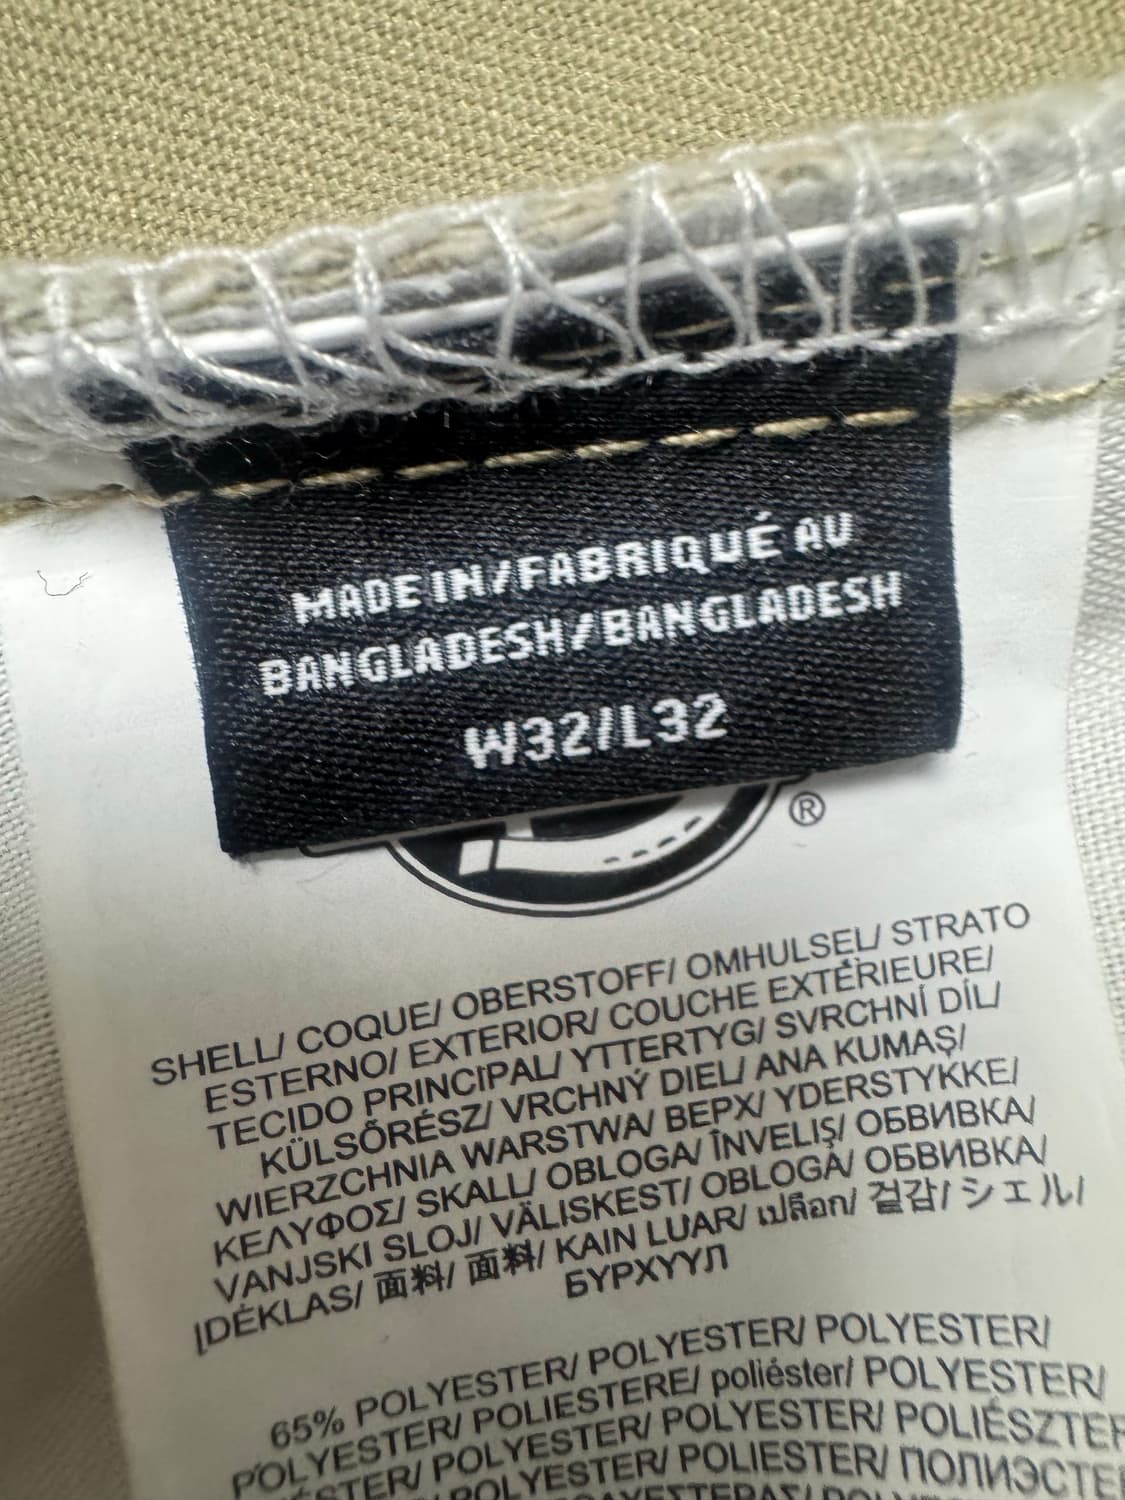 MADE IN/FABRIQUÉ AU
BANGLADESH/BANGLADESH
W32/L32
®
SHELL/ COQUE/ OBERSTOFF/ OMHULSEL/ STRATO
ESTERNO/ EXTERIOR/ COUCHE EXTÉRIEURE/
TECIDO PRINCIPAL/ YTTERTYG/ SVRCHNÍ DÍL/
KÜLSŐRÉSZ/ VRCHNÝ DIEL/ ANA KUMAŞ/
WIERZCHNIA WARSTWA/ ВЕРХ/ YDERSTYKKE/
ΚΕΛΥΦΟΣ/ SKALL/ OBLOGA/ ÎNVELIŞ/ ОБВИВКА/
VANJSKI SLOJ/ VÄLISKEST/ OBLOGA/ ОБВИВКА/
ĮDĖKLAS/ 面料/ 面料/ KAIN LUAR/ เปลือก/ 겉감/ シェル/
БҮРХҮҮЛ
65% POLYESTER/ POLYESTER/ POLYESTER/
POLYESTER/ POLIESTERE/ poliéster/ POLYESTER/
POLYESTER/ POLYESTER/ POLIÉSZTER
POLYESTER/ POLIESTER/